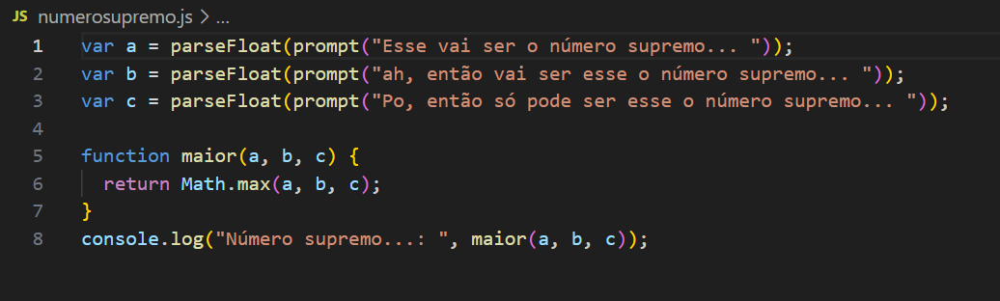 JS numerosupremo.js > ...
1 var a = parseFloat(prompt("Esse vai ser o número supremo... "));
2 var b = parseFloat(prompt("ah, então vai ser esse o número supremo... "));
3 var c = parseFloat(prompt("Po, então só pode ser esse o número supremo... "));
4
5 function maior(a, b, c) {
6   return Math.max(a, b, c);
7 }
8 console.log("Número supremo...: ", maior(a, b, c));